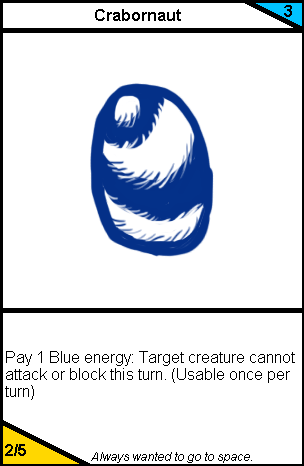 Crabornaut
3
Pay 1 Blue energy: Target creature cannot
attack or block this turn. (Usable once per
turn)
2/5
Always wanted to go to space.